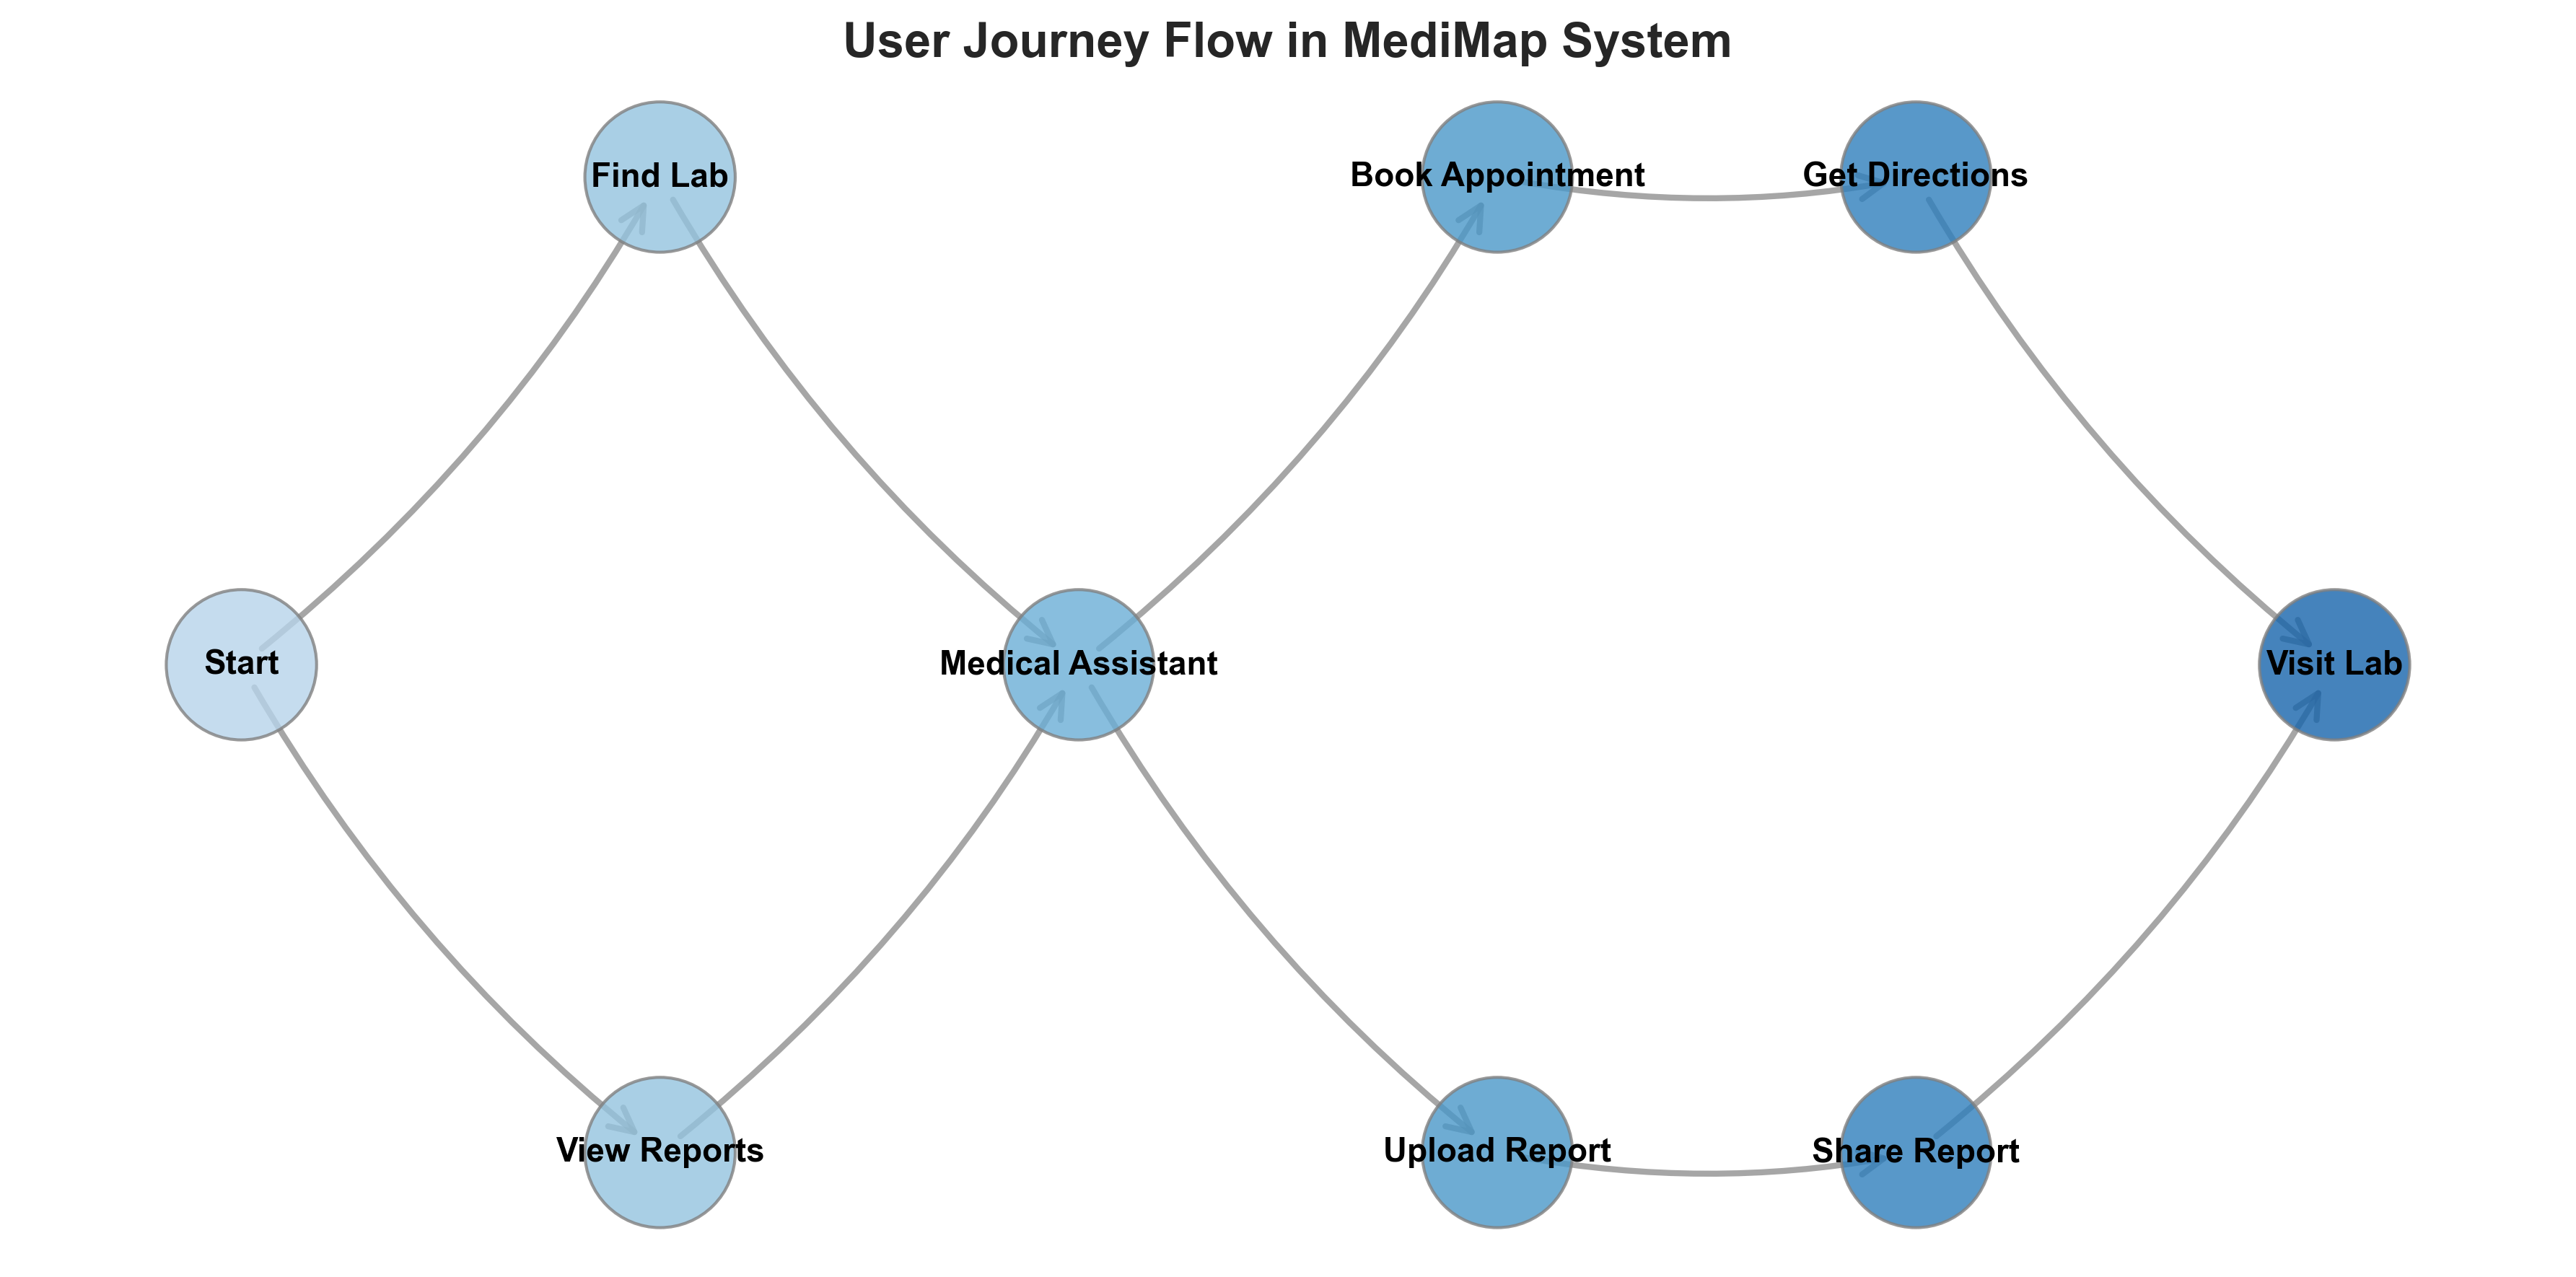 User Journey Flow in MediMap System
Find Lab
Book Appointment
Get Directions
Start
Medical Assistant
Visit Lab
View Reports
Upload Report
Share Report